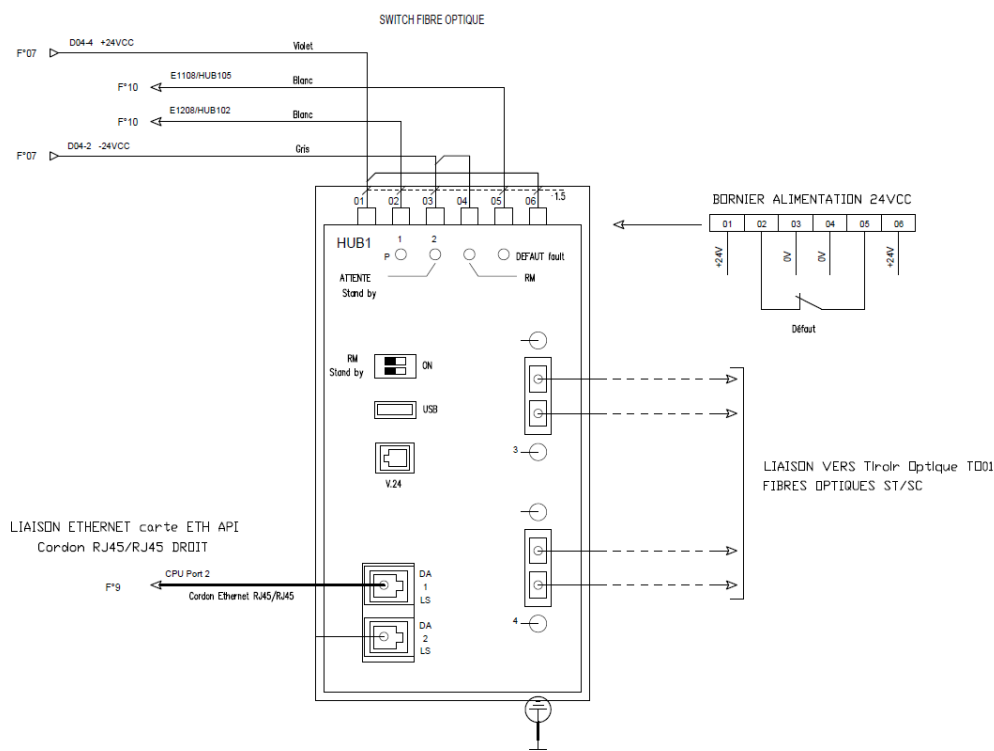 SWITCH FIBRE OPTIQUE
F°07 D04-4 +24VCC Violet
F°10 E1108/HUB105 Blanc
F°10 E1208/HUB102 Blanc
F°07 D04-2 -24VCC Gris
01 02 03 04 05 06 1.5
BORNIER ALIMENTATION 24VCC
01 02 03 04 05 06
+24V 0V 0V +24V
Défaut
HUB1
1 2
P DEFAUT fault
ATTENTE RM
Stand by
RM ON
Stand by
USB
V.24
3
LIAISON VERS Tiroir Optique TO01
FIBRES OPTIQUES ST/SC
LIAISON ETHERNET carte ETH API
Cordon RJ45/RJ45 DROIT
F°9 CPU Port 2
Cordon Ethernet RJ45/RJ45
DA
1
LS
DA
2
LS
4